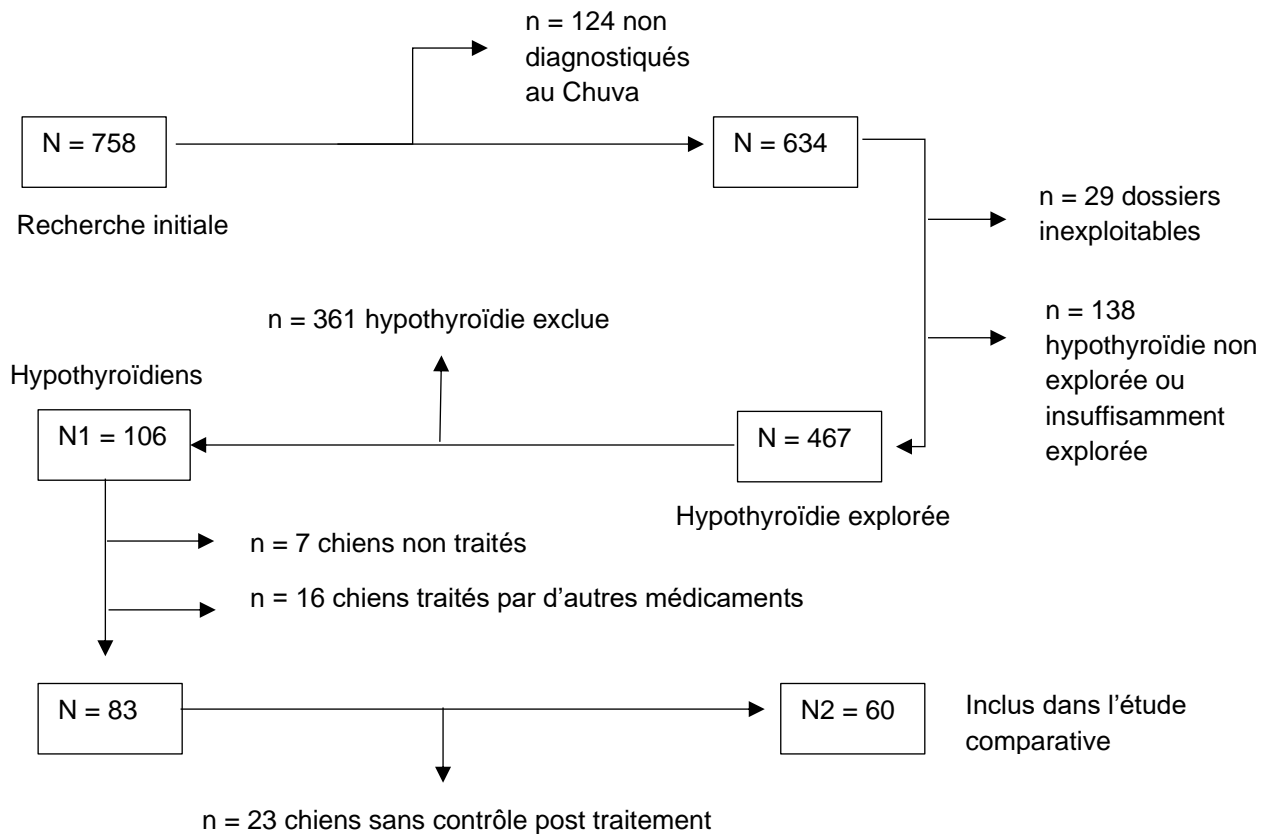 n = 124 non
diagnostiqués
au Chuva
N = 758
N = 634
Recherche initiale
n = 29 dossiers
inexploitables
n = 138
hypothyroïdie non
explorée ou
insuffisamment
explorée
n = 361 hypothyroïdie exclue
Hypothyroïdiens
N1 = 106
N = 467
Hypothyroïdie explorée
n = 7 chiens non traités
n = 16 chiens traités par d’autres médicaments
N = 83
N2 = 60
Inclus dans l’étude
comparative
n = 23 chiens sans contrôle post traitement